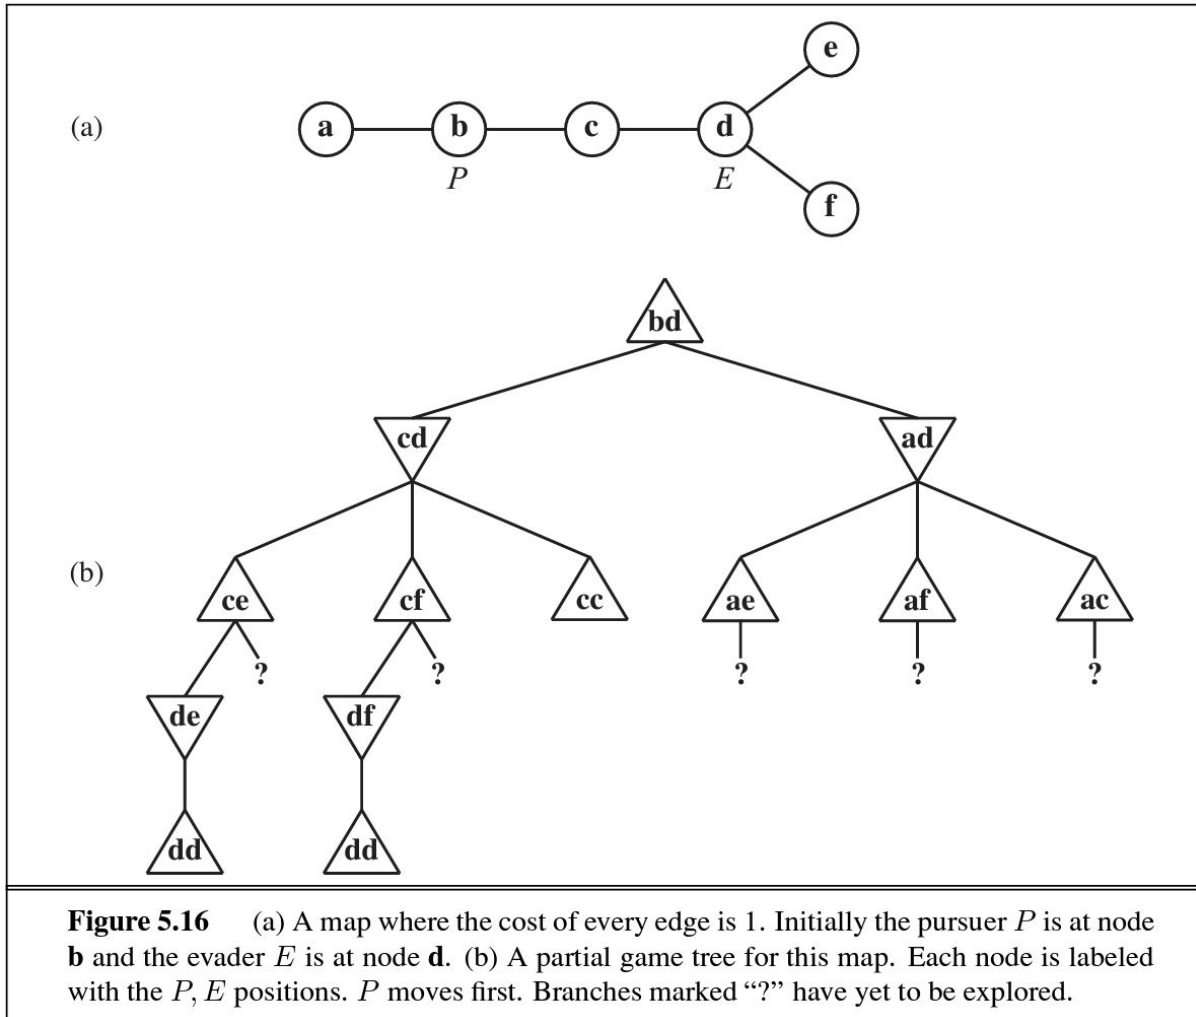 e
(a)
a b c d
P E
f
bd
cd ad
(b)
ce cf cc ae af ac
? ? ? ? ?
de df
dd dd
Figure 5.16 (a) A map where the cost of every edge is 1. Initially the pursuer P is at node
b and the evader E is at node d. (b) A partial game tree for this map. Each node is labeled
with the P, E positions. P moves first. Branches marked “?” have yet to be explored.